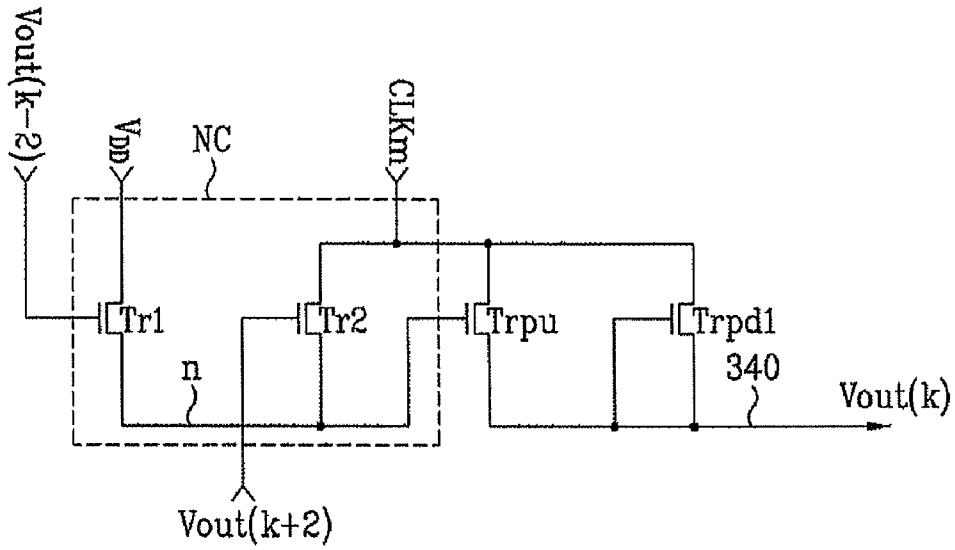 Vout(k-2)
VDD
NC
CLKm
Tr1
Tr2
Trpu
Trpd1
n
340
Vout(k)
Vout(k+2)